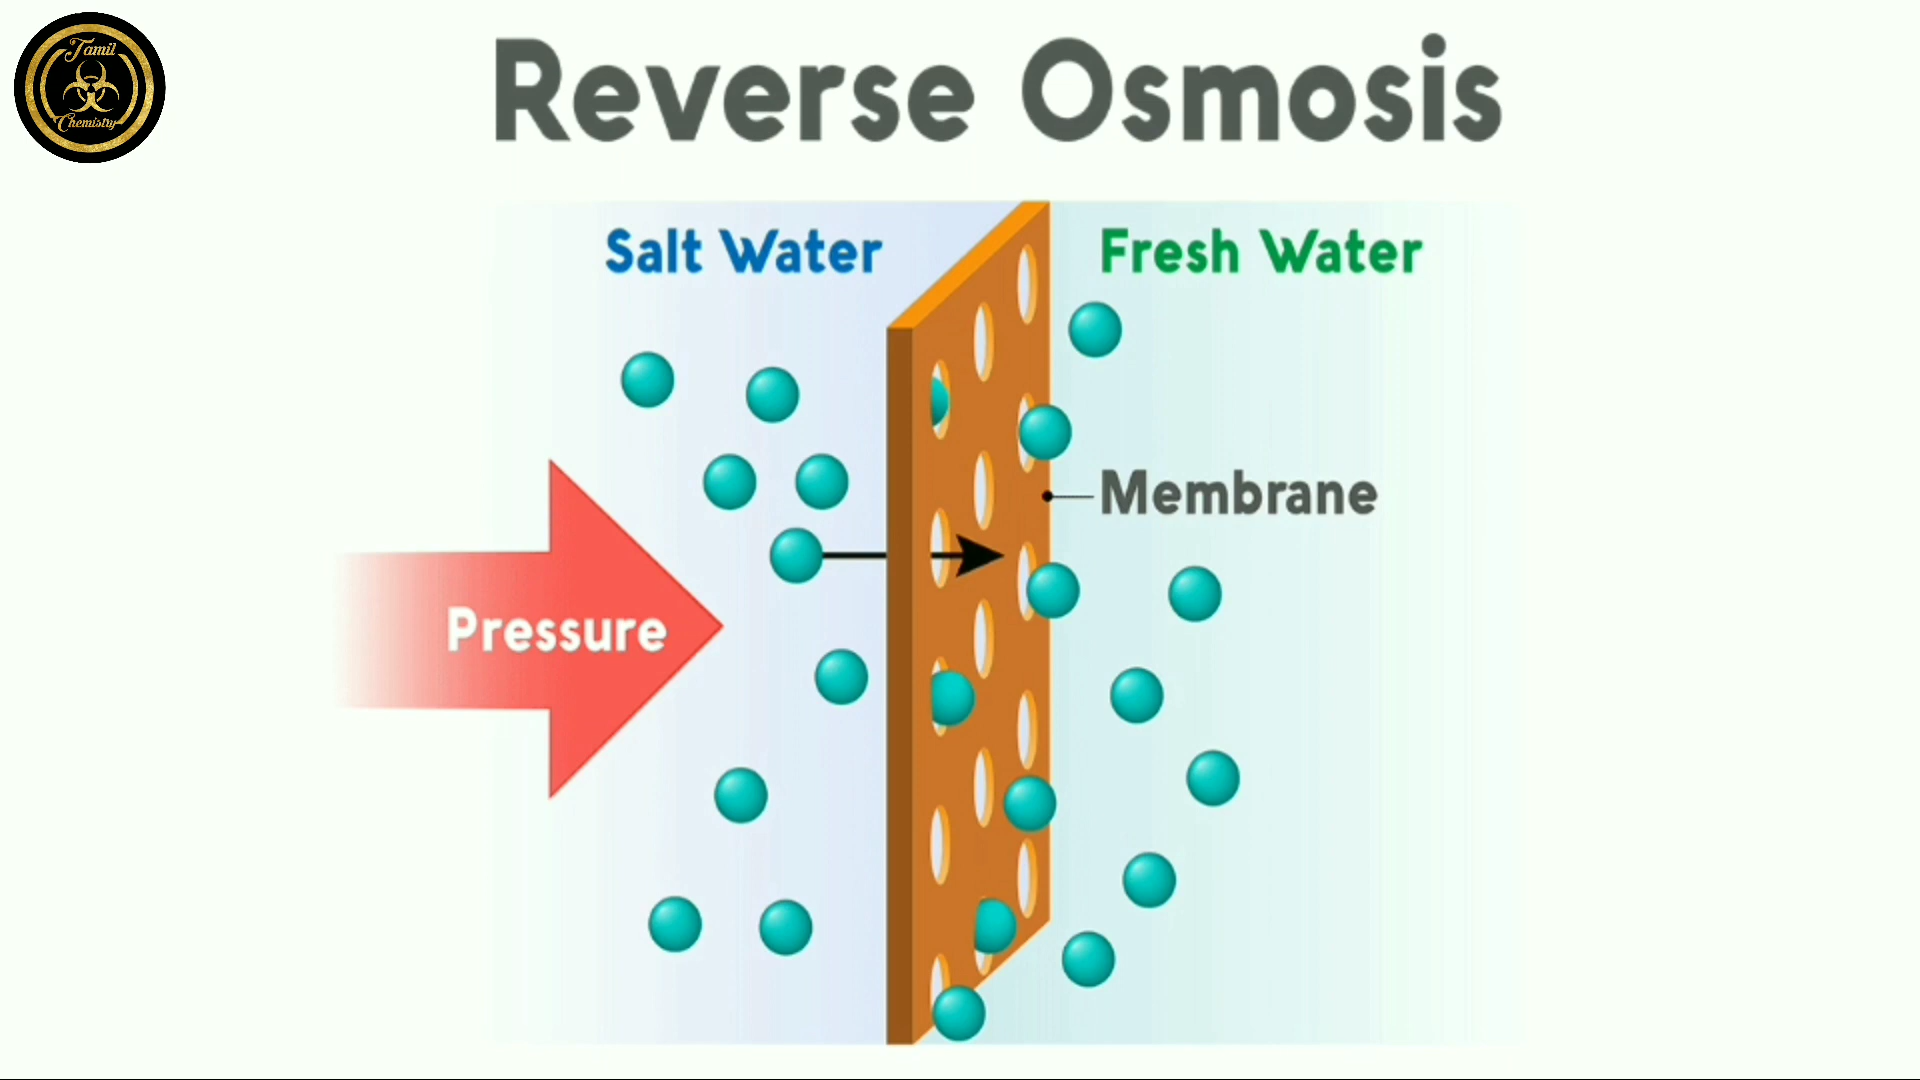 Tamil
Chemistry
Reverse Osmosis
Salt Water
Fresh Water
Membrane
Pressure